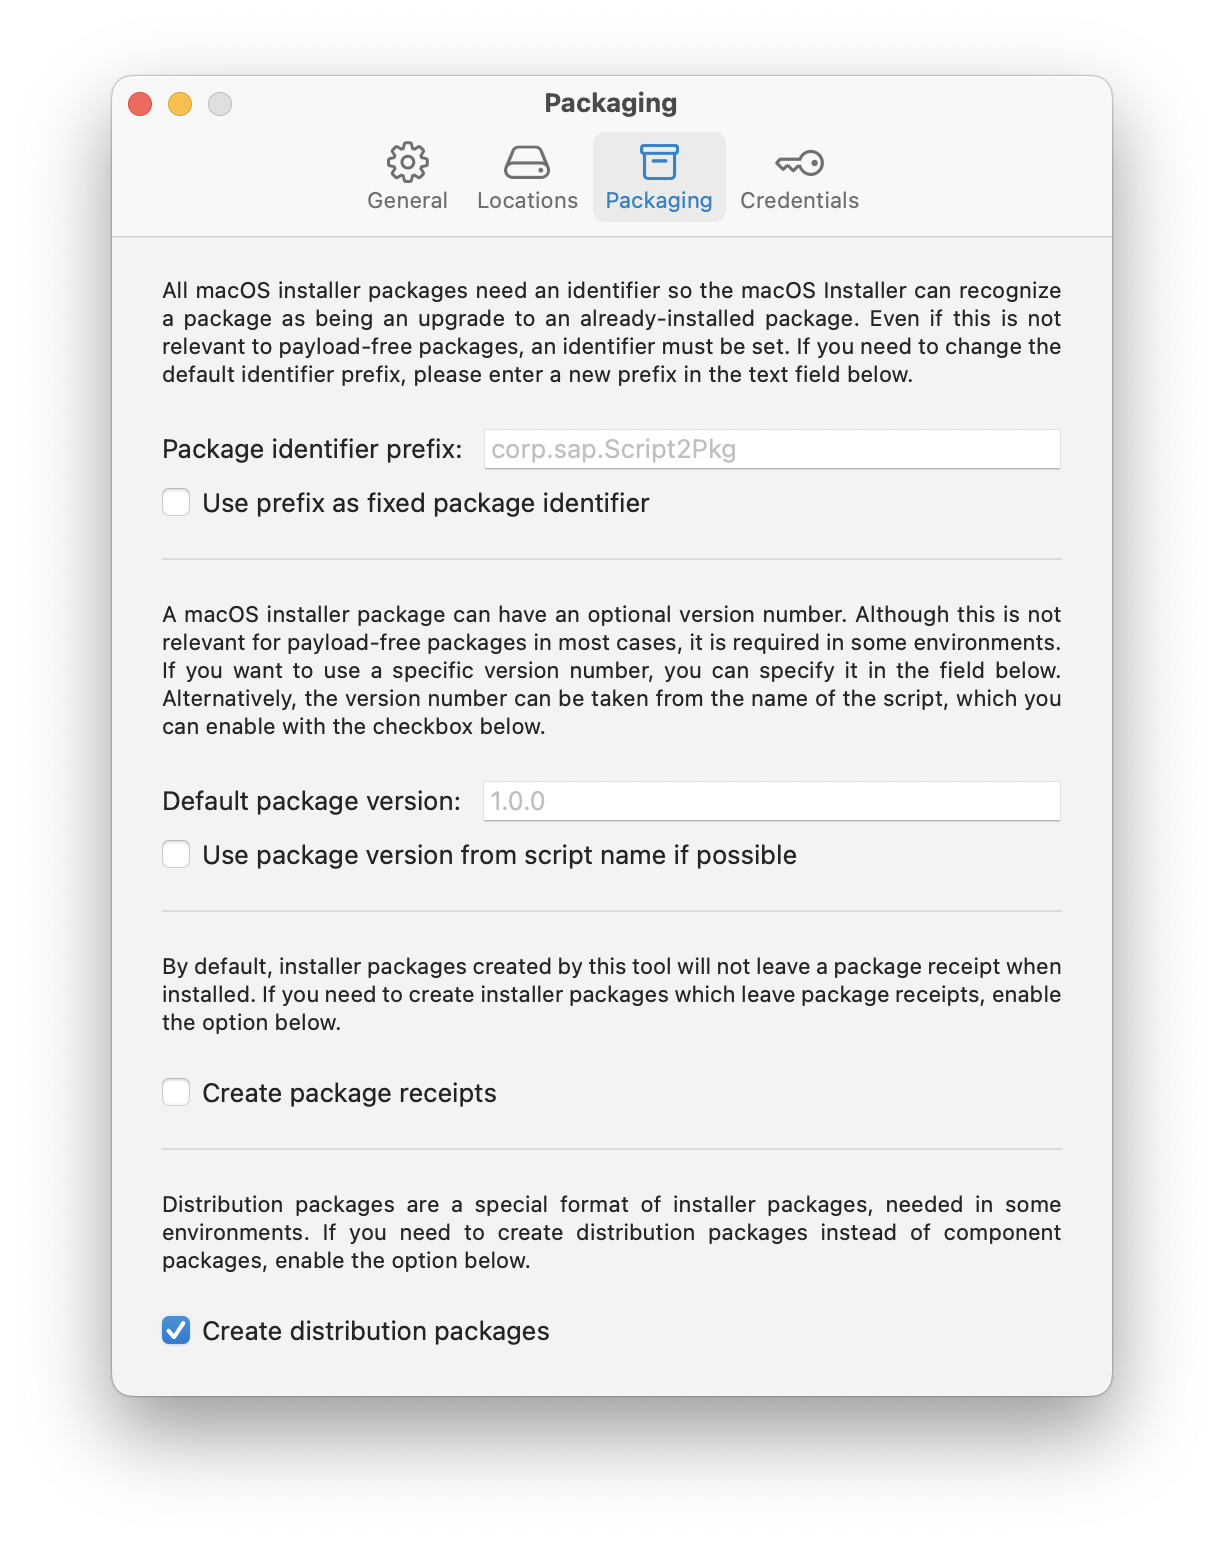 Packaging
General
Locations
Packaging
Credentials
All macOS installer packages need an identifier so the macOS Installer can recognize
a package as being an upgrade to an already-installed package. Even if this is not
relevant to payload-free packages, an identifier must be set. If you need to change the
default identifier prefix, please enter a new prefix in the text field below.
Package identifier prefix: corp.sap.Script2Pkg
Use prefix as fixed package identifier
A macOS installer package can have an optional version number. Although this is not
relevant for payload-free packages in most cases, it is required in some environments.
If you want to use a specific version number, you can specify it in the field below.
Alternatively, the version number can be taken from the name of the script, which you
can enable with the checkbox below.
Default package version: 1.0.0
Use package version from script name if possible
By default, installer packages created by this tool will not leave a package receipt when
installed. If you need to create installer packages which leave package receipts, enable
the option below.
Create package receipts
Distribution packages are a special format of installer packages, needed in some
environments. If you need to create distribution packages instead of component
packages, enable the option below.
Create distribution packages